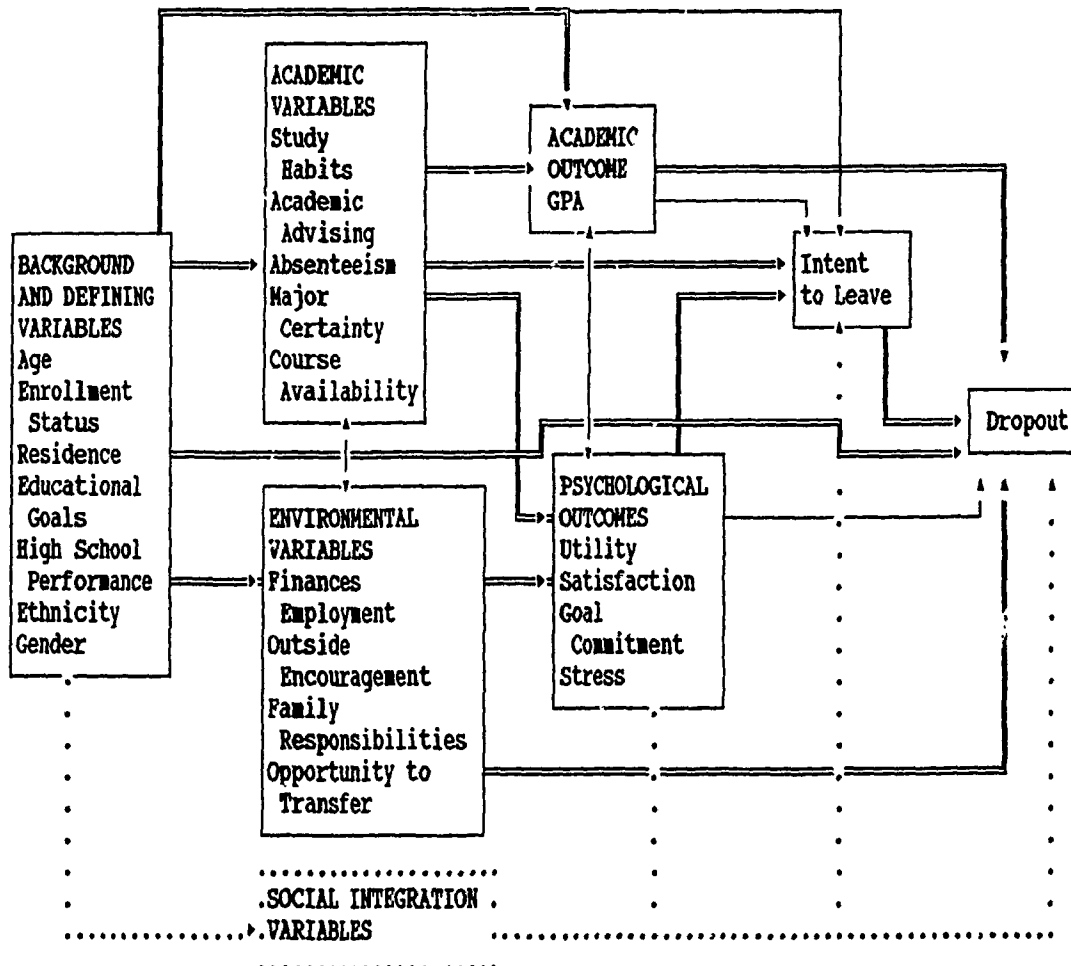 BACKGROUND
AND DEFINING
VARIABLES
Age
Enrollment
Status
Residence
Educational
Goals
High School
Performance
Ethnicity
Gender
ACADEMIC
VARIABLES
Study
Habits
Academic
Advising
Absenteeism
Major
Certainty
Course
Availability
ENVIRONMENTAL
VARIABLES
Finances
Employment
Outside
Encouragement
Family
Responsibilities
Opportunity to
Transfer
SOCIAL INTEGRATION
VARIABLES
ACADEMIC
OUTCOME
GPA
PSYCHOLOGICAL
OUTCOMES
Utility
Satisfaction
Goal
Commitment
Stress
Intent
to Leave
Dropout